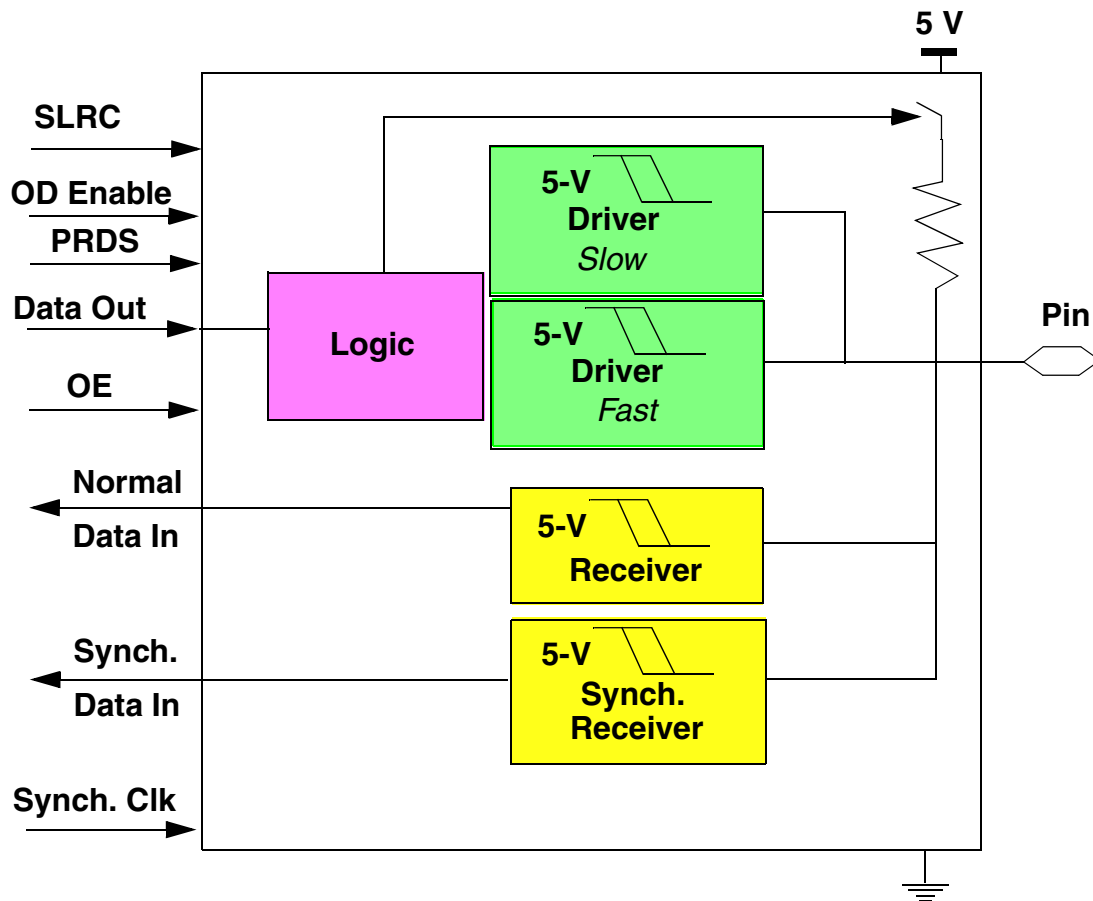 5 V
SLRC
OD Enable
PRDS
Data Out
OE
Normal
Data In
Synch.
Data In
Synch. Clk
Logic
5-V
Driver
Slow
5-V
Driver
Fast
5-V
Receiver
5-V
Synch.
Receiver
Pin